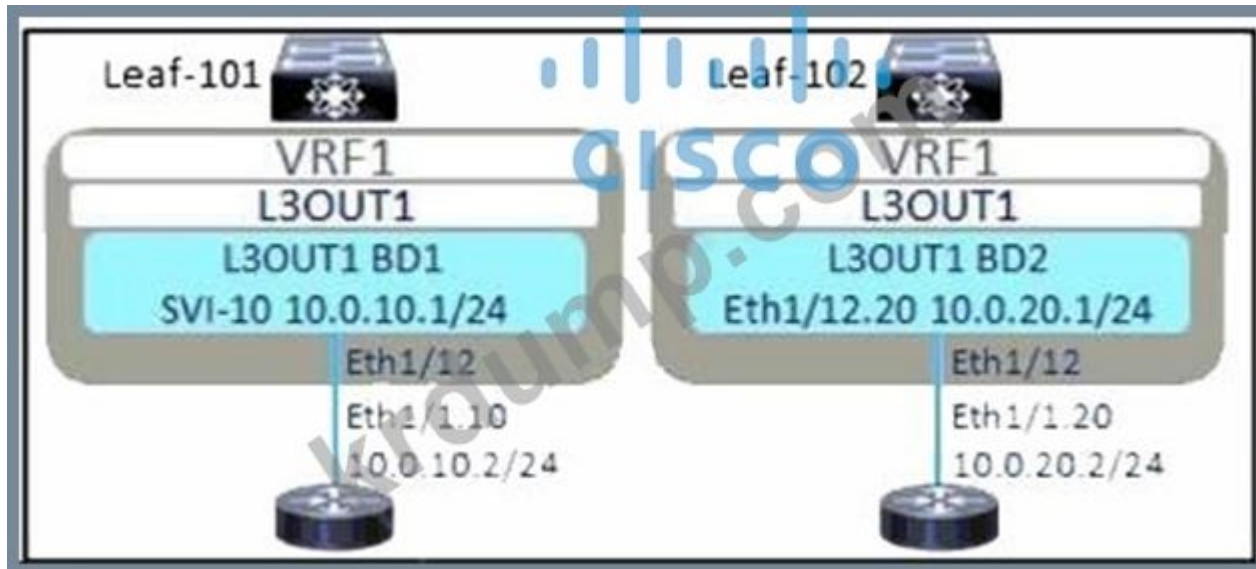 Leaf-101
VRF1
L3OUT1
L3OUT1 BD1
SVI-10 10.0.10.1/24
Eth1/12
Eth1/1.10
10.0.10.2/24
Leaf-102
VRF1
L3OUT1
L3OUT1 BD2
Eth1/12.20 10.0.20.1/24
Eth1/12
Eth1/1.20
10.0.20.2/24
CISCO
krdump.com